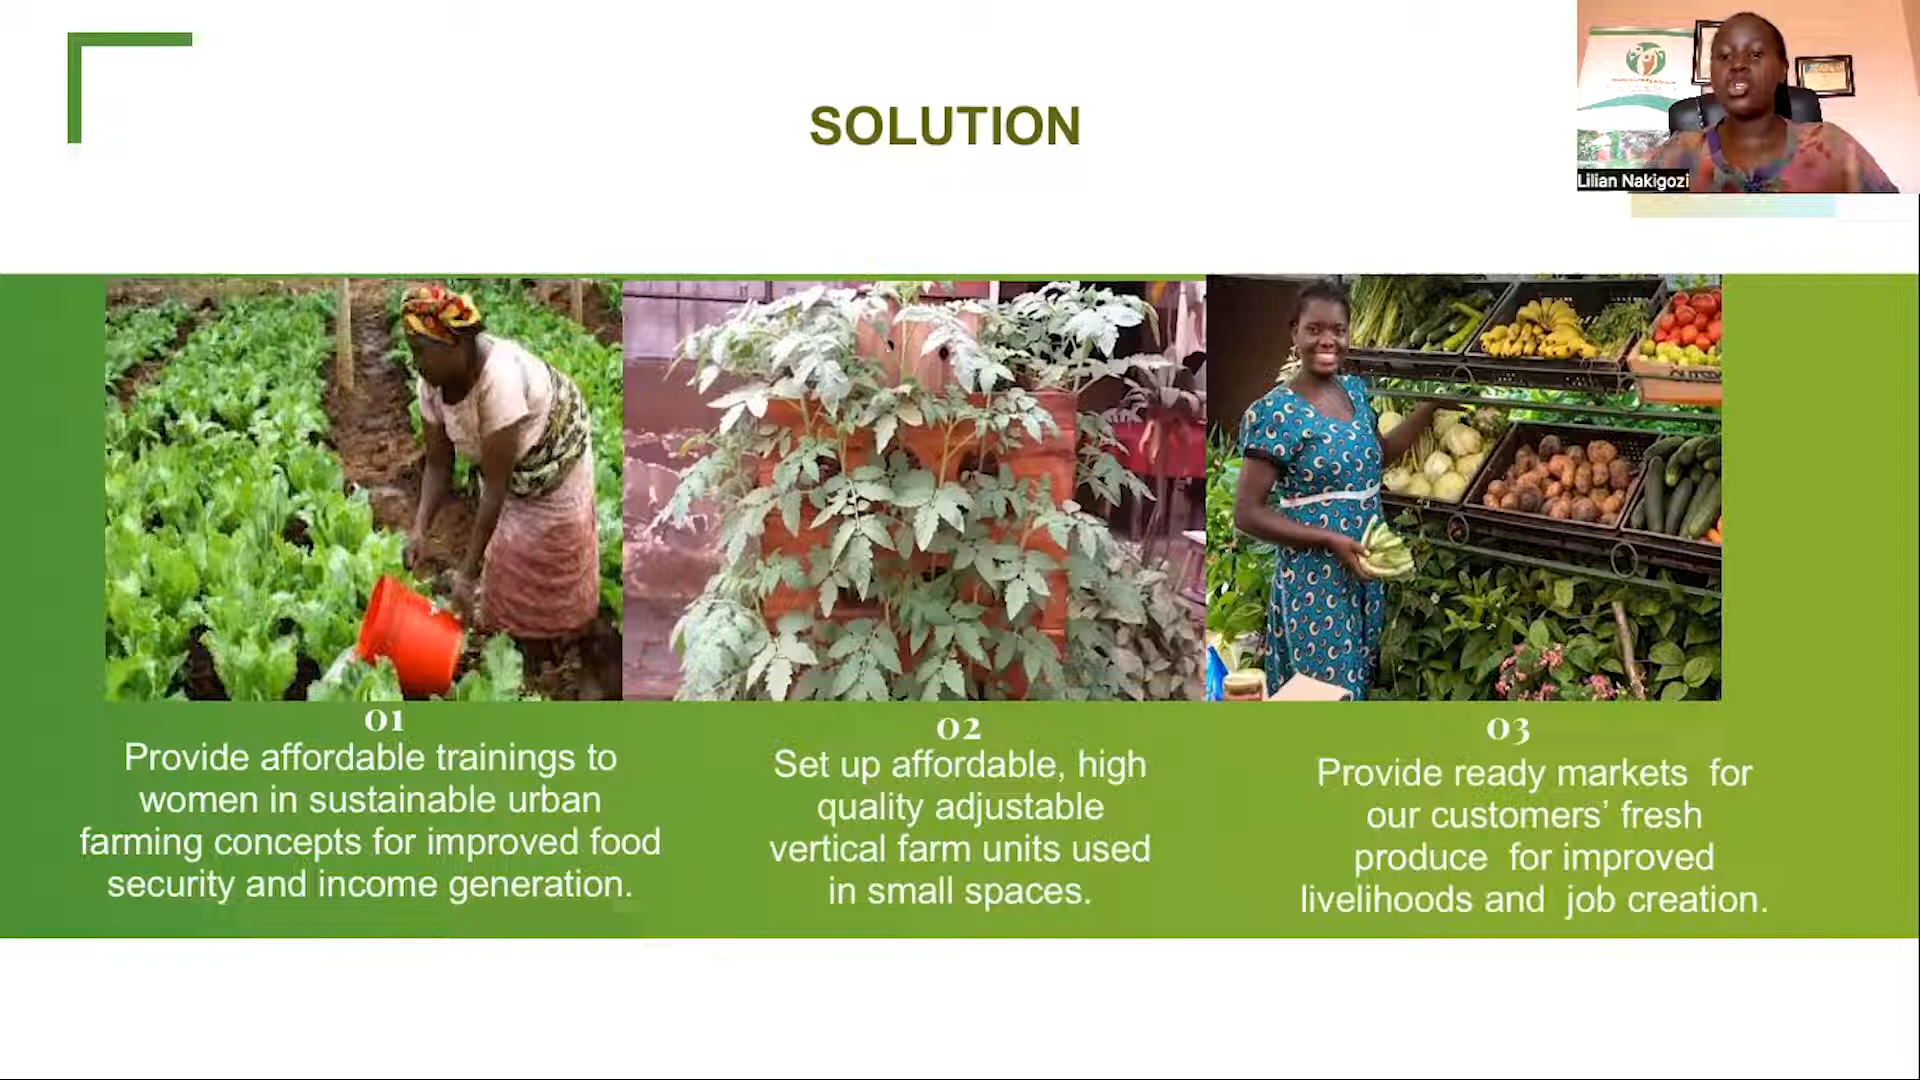 SOLUTION
Lilian Nakigozi
01
Provide affordable trainings to
women in sustainable urban
farming concepts for improved food
security and income generation.
02
Set up affordable, high
quality adjustable
vertical farm units used
in small spaces.
03
Provide ready markets for
our customers’ fresh
produce for improved
livelihoods and job creation.